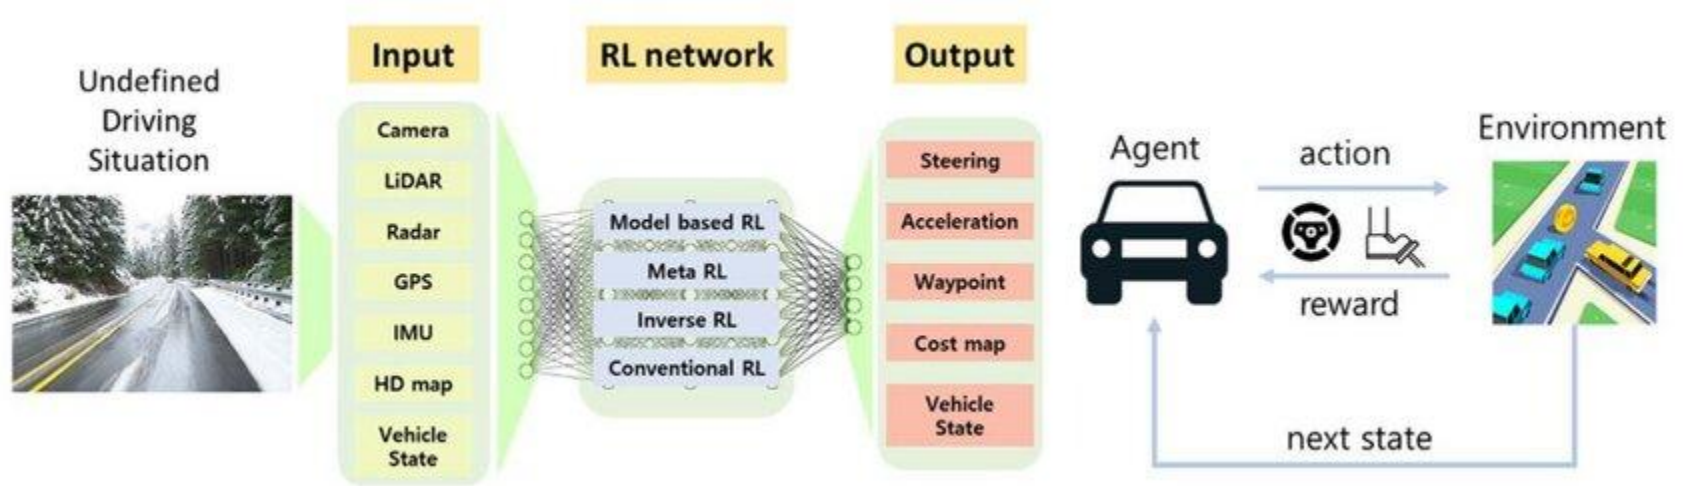 Undefined
Driving
Situation
Input
Camera
LiDAR
Radar
GPS
IMU
HD map
Vehicle
State
RL network
Model based RL
Meta RL
Inverse RL
Conventional RL
Output
Steering
Acceleration
Waypoint
Cost map
Vehicle
State
Agent
action
reward
Environment
next state